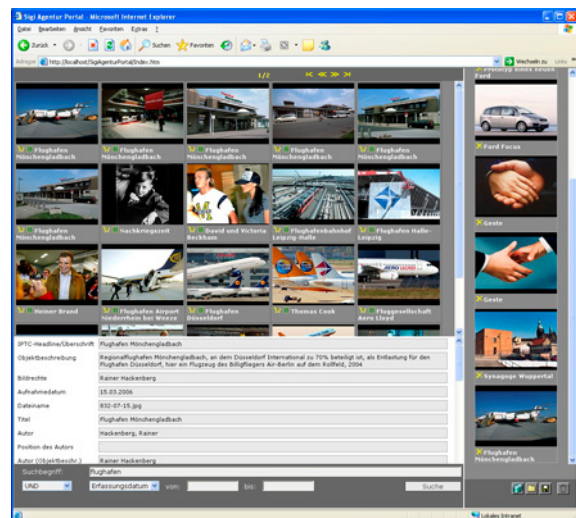 Sigi Agentur Portal - Microsoft Internet Explorer
Datei Bearbeiten Ansicht Favoriten Extras ?
Zurück Suchen Favoriten
Adresse http://localhost/SigiAgenturPortal/Index.htm Wechseln zu Links
1/2
Prototyp eines neuen
Ford
Flughafen
Mönchengladbach
Flughafen
Mönchengladbach
Flughafen
Mönchengladbach
Flughafen
Mönchengladbach
Flughafen
Mönchengladbach
Ford Focus
Flughafen
Mönchengladbach
Nachkriegszeit
David und Victoria
Beckham
Flughafenbahnhof
Leipzig-Halle
Flughafen Halle-
Leipzig
Geste
Heiner Brand
Flughafen Airport
Niederrhein bei Weeze
Flughafen
Düsseldorf
Thomas Cook
Fluggesellschaft
Aero Lloyd
Geste
IPTC-Headline/Überschrift Flughafen Mönchengladbach
Objektbeschreibung Regionalflughafen Mönchengladbach, an dem Düsseldorf International zu 70% beteiligt ist, als Entlastung für den
Flughafen Düsseldorf, hier ein Flugzeug des Billigfliegers Air-Berlin auf dem Rollfeld, 2004
Bildrechte Rainer Hackenberg
Aufnahmedatum 15.03.2006
Dateiname 832-07-15.jpg
Titel Flughafen Mönchengladbach
Autor Hackenberg, Rainer
Position des Autors
Autor (Objektbeschr.) Rainer Hackenberg
Synagoge Wuppertal
Flughafen
Mönchengladbach
Suchbegriff: flughafen
UND Erfassungsdatum von: bis: Suche
Lokales Intranet